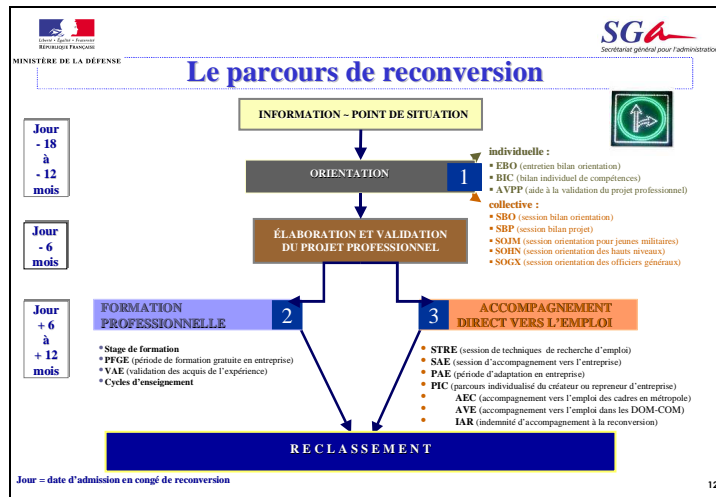 Liberté • Égalité • Fraternité
RÉPUBLIQUE FRANÇAISE
MINISTÈRE DE LA DÉFENSE
SGA
Secrétariat général pour l'administration
Le parcours de reconversion
INFORMATION ~ POINT DE SITUATION
Jour
- 18
à
- 12
mois
ORIENTATION
1
individuelle :
▪ EBO (entretien bilan orientation)
▪ BIC (bilan individuel de compétences)
▪ AVPP (aide à la validation du projet professionnel)
collective :
▪ SBO (session bilan orientation)
▪ SBP (session bilan projet)
▪ SOJM (session orientation pour jeunes militaires)
▪ SOHN (session orientation des hauts niveaux)
▪ SOGX (session orientation des officiers généraux)
Jour
- 6
mois
ÉLABORATION ET VALIDATION
DU PROJET PROFESSIONNEL
Jour
+ 6
à
+ 12
mois
FORMATION
PROFESSIONNELLE
2
▪ Stage de formation
▪ PFGE (période de formation gratuite en entreprise)
▪ VAE (validation des acquis de l'expérience)
▪ Cycles d'enseignement
3
ACCOMPAGNEMENT
DIRECT VERS L'EMPLOI
• STRE (session de techniques de recherche d'emploi)
• SAE (session d'accompagnement vers l'entreprise)
• PAE (période d'adaptation en entreprise)
• PIC (parcours individualisé du créateur ou repreneur d'entreprise)
• AEC (accompagnement vers l'emploi des cadres en métropole)
• AVE (accompagnement vers l'emploi dans les DOM-COM)
• IAR (indemnité d'accompagnement à la reconversion)
RECLASSEMENT
Jour = date d'admission en congé de reconversion
12